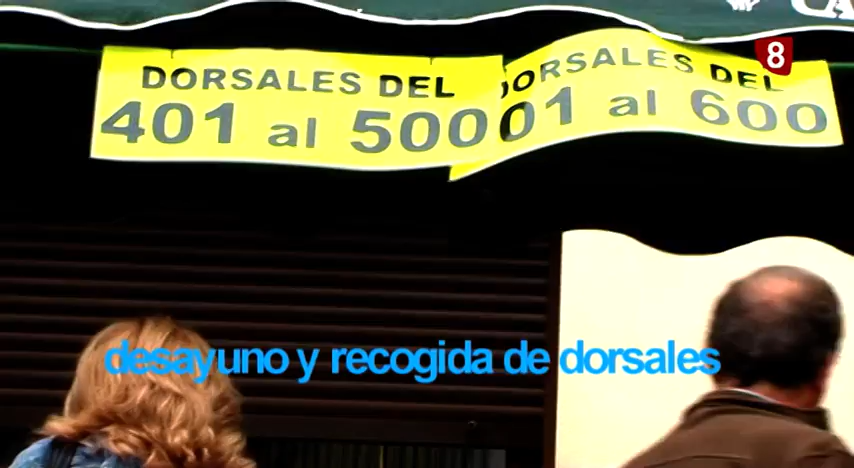 8
DORSALES DEL
401 al 500
DORSALES DEL
01 al 600
desayuno y recogida de dorsales